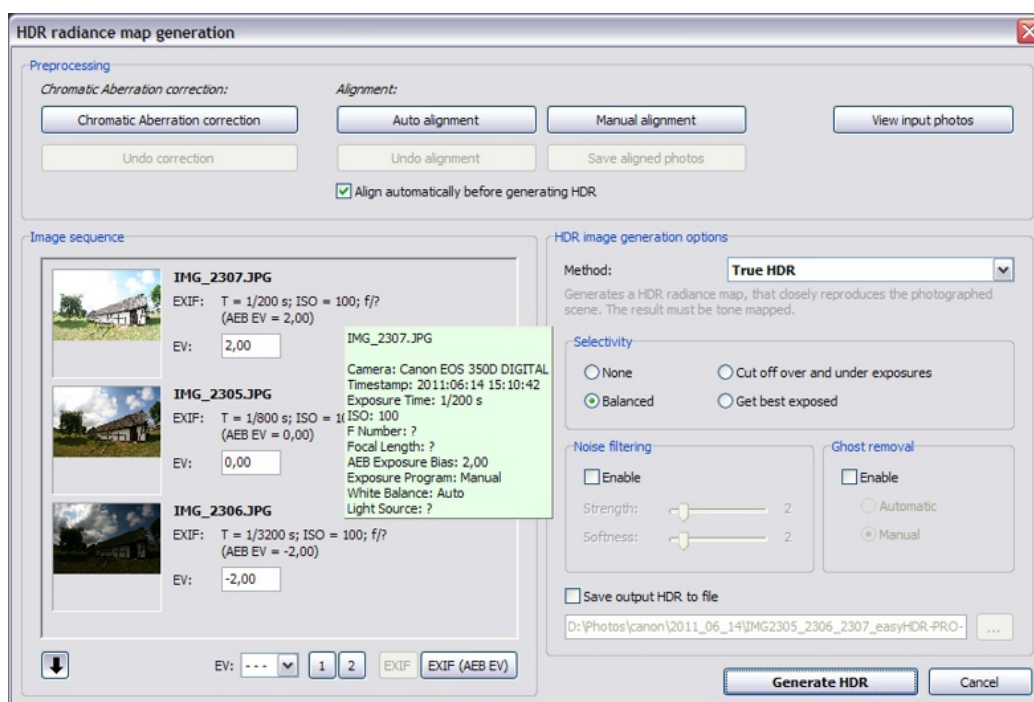 HDR radiance map generation
Preprocessing
Chromatic Aberration correction:
Alignment:
Chromatic Aberration correction
Auto alignment
Manual alignment
View input photos
Undo correction
Undo alignment
Save aligned photos
Align automatically before generating HDR
Image sequence
IMG_2307.JPG
EXIF: T = 1/200 s; ISO = 100; f/?
(AEB EV = 2,00)
EV: 2,00
IMG_2305.JPG
EXIF: T = 1/800 s; ISO = 10
(AEB EV = 0,00)
EV: 0,00
IMG_2306.JPG
EXIF: T = 1/3200 s; ISO = 100; f/?
(AEB EV = -2,00)
EV: -2,00
IMG_2307.JPG
Camera: Canon EOS 350D DIGITAL
Timestamp: 2011:06:14 15:10:42
Exposure Time: 1/200 s
ISO: 100
F Number: ?
Focal Length: ?
AEB Exposure Bias: 2,00
Exposure Program: Manual
White Balance: Auto
Light Source: ?
EV: - - -
1
2
EXIF
EXIF (AEB EV)
HDR image generation options
Method: True HDR
Generates a HDR radiance map, that closely reproduces the photographed
scene. The result must be tone mapped.
Selectivity
None
Cut off over and under exposures
Balanced
Get best exposed
Noise filtering
Enable
Strength: 2
Softness: 2
Ghost removal
Enable
Automatic
Manual
Save output HDR to file
D:\Photos\canon\2011_06_14\IMG2305_2306_2307_easyHDR-PRO-
...
Generate HDR
Cancel